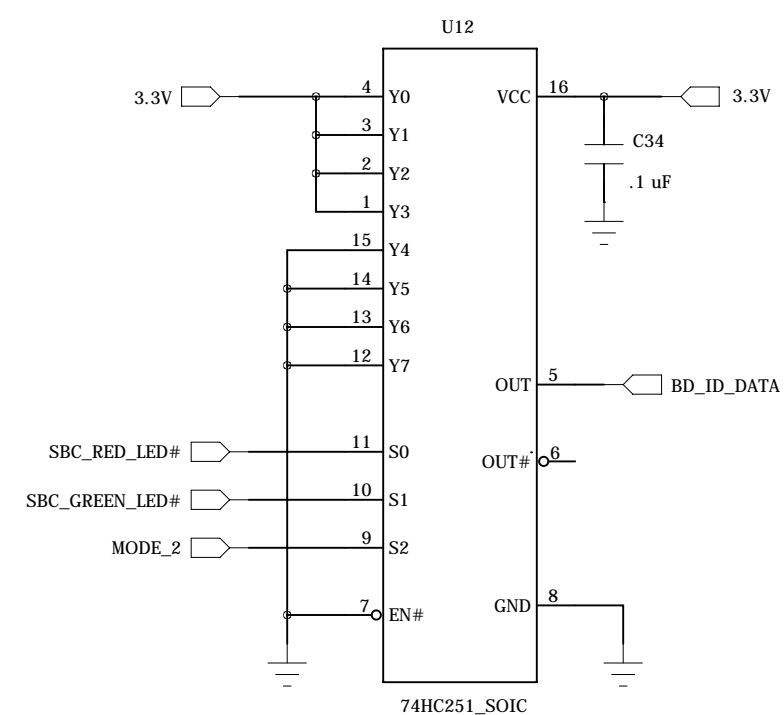 U12
3.3V 4 Y0 VCC 16 3.3V
3 Y1
C34
2 Y2
.1 uF
1 Y3
15 Y4
14 Y5
13 Y6
12 Y7
OUT 5 BD_ID_DATA
SBC_RED_LED# 11 S0
OUT# 6
SBC_GREEN_LED# 10 S1
MODE_2 9 S2
7 EN# GND 8
74HC251_SOIC